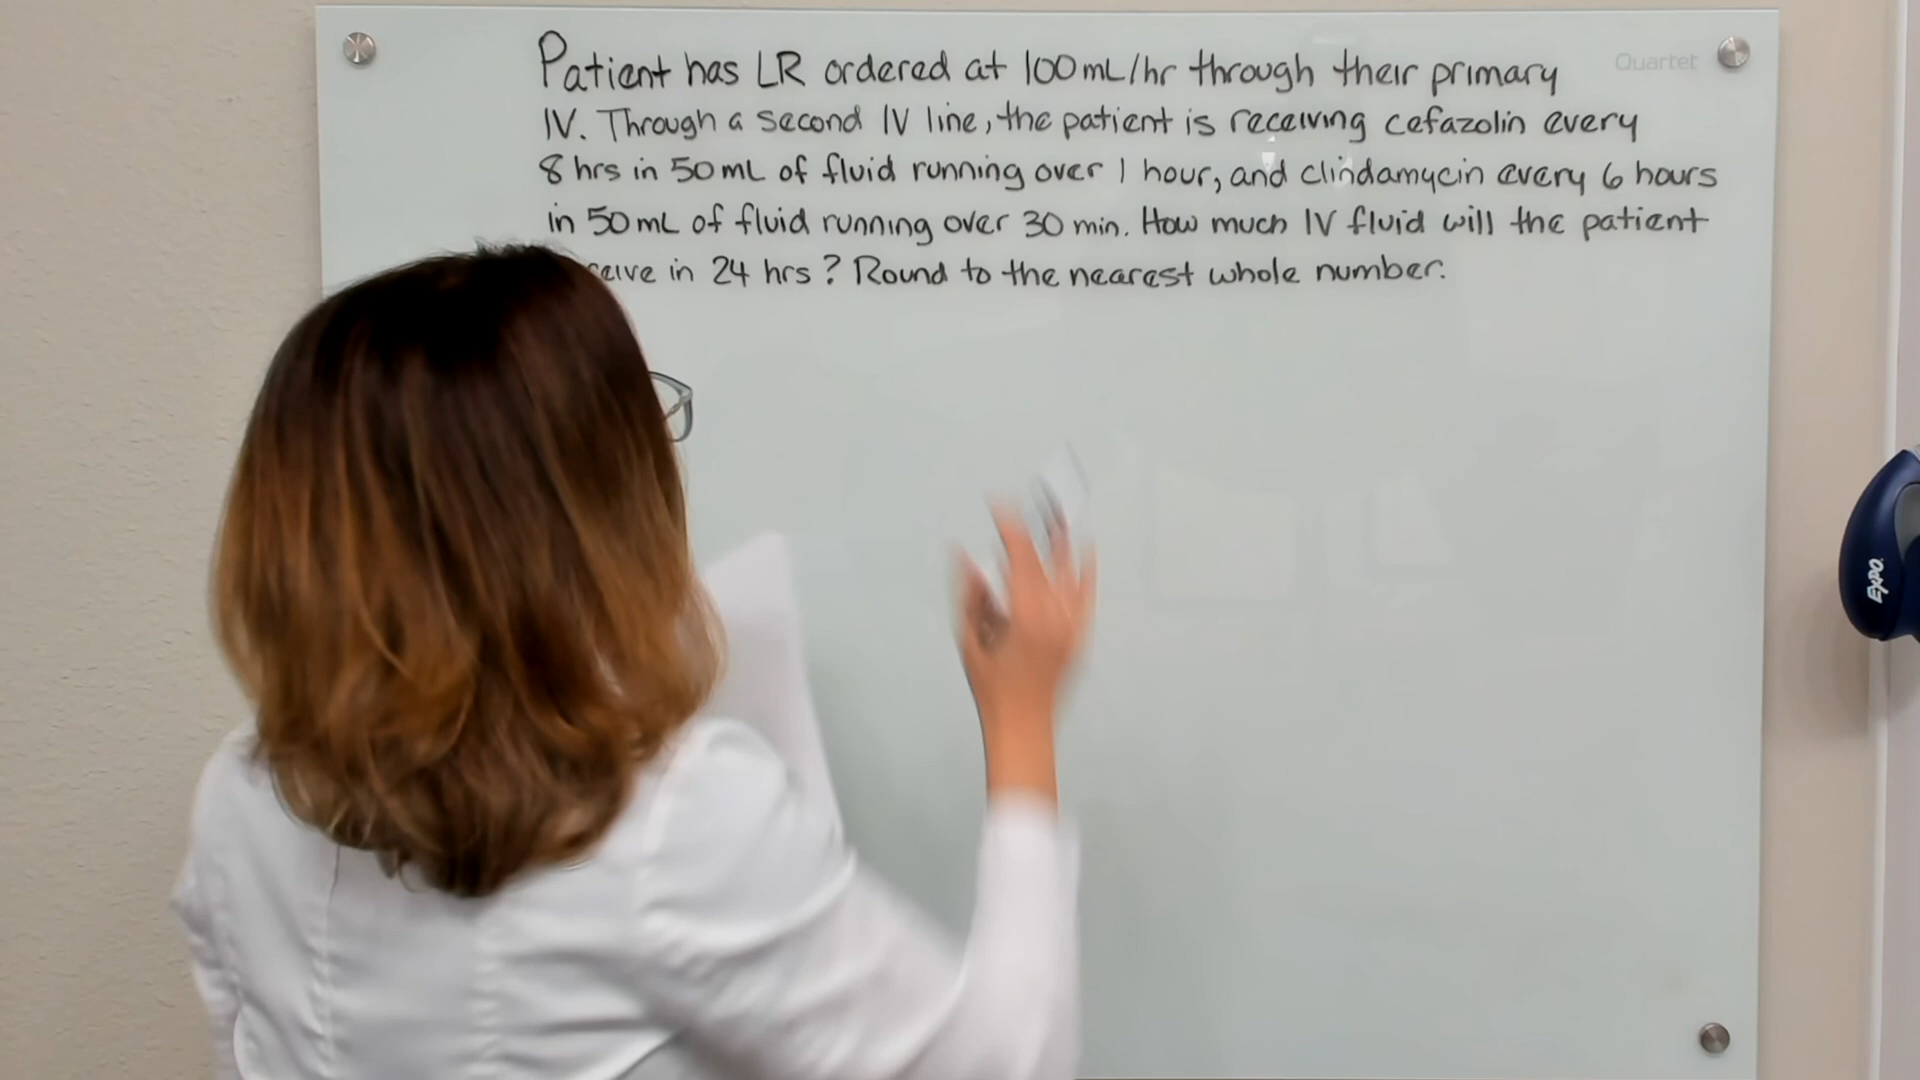 Patient has LR ordered at 100 mL/hr through their primary
IV. Through a second IV line, the patient is receiving cefazolin every
8 hrs in 50 mL of fluid running over 1 hour, and clindamycin every 6 hours
in 50 mL of fluid running over 30 min. How much IV fluid will the patient
in 24 hrs? Round to the nearest whole number.
Quartet
EXPO